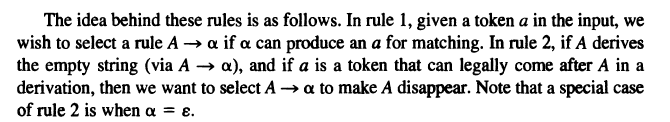 The idea behind these rules is as follows. In rule 1, given a token a in the input, we
wish to select a rule A → α if α can produce an a for matching. In rule 2, if A derives
the empty string (via A → α), and if a is a token that can legally come after A in a
derivation, then we want to select A → α to make A disappear. Note that a special case
of rule 2 is when α = ε.